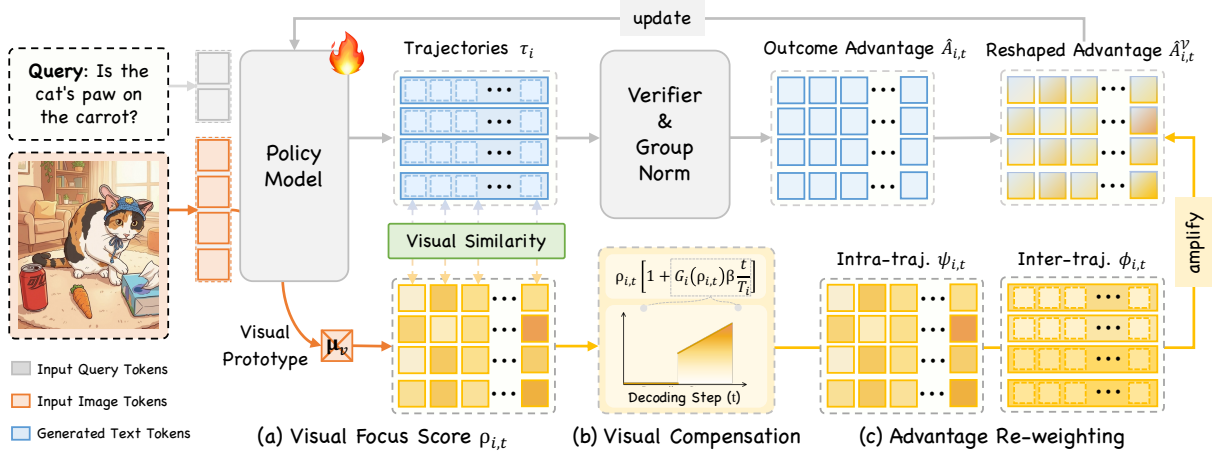 update
Query: Is the
cat's paw on
the carrot?
Policy
Model
Trajectories τ_i
Verifier
&
Group
Norm
Outcome Advantage Â_{i,t}
Reshaped Advantage Â^𝒱_{i,t}
Visual Similarity
amplify
ρ_{i,t} [1 + G_i(ρ_{i,t})β t/T_i]
Decoding Step (t)
Intra-traj. ψ_{i,t}
Inter-traj. ϕ_{i,t}
Visual
Prototype
μ_v
Input Query Tokens
Input Image Tokens
Generated Text Tokens
(a) Visual Focus Score ρ_{i,t}
(b) Visual Compensation
(c) Advantage Re-weighting